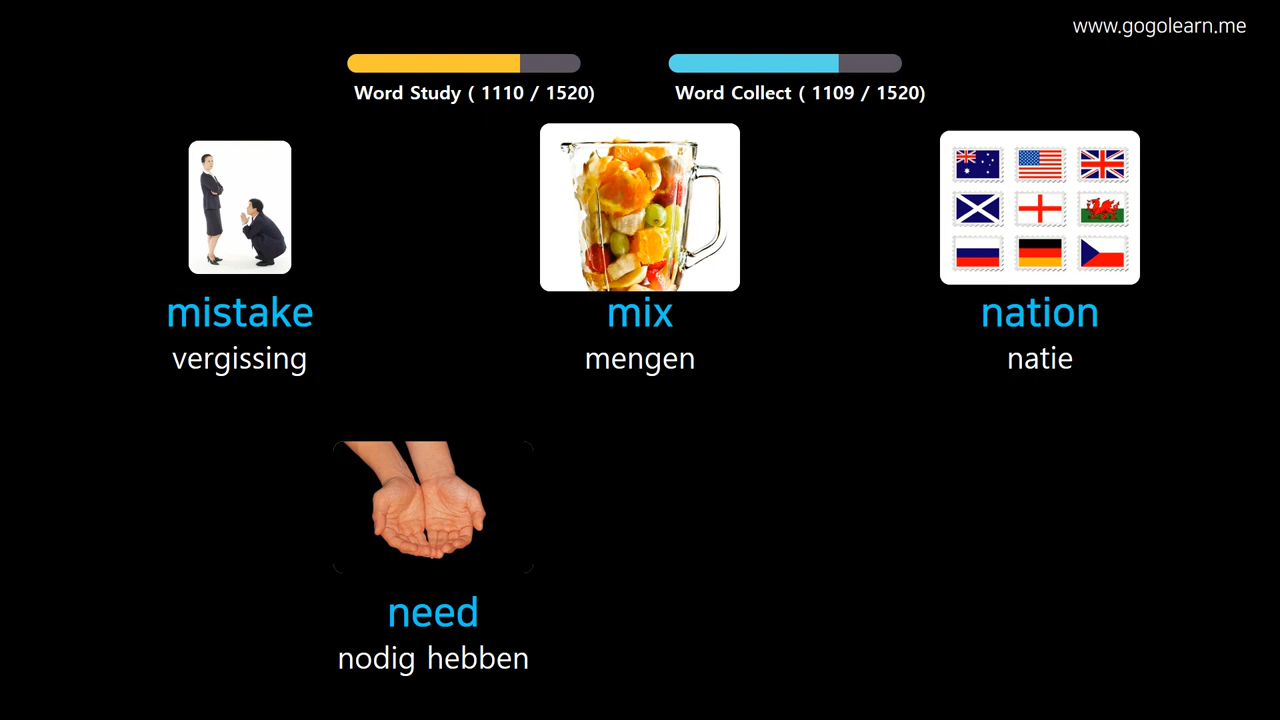 www.gogolearn.me
Word Study ( 1110 / 1520)
Word Collect ( 1109 / 1520)
mistake
vergissing
mix
mengen
nation
natie
need
nodig hebben